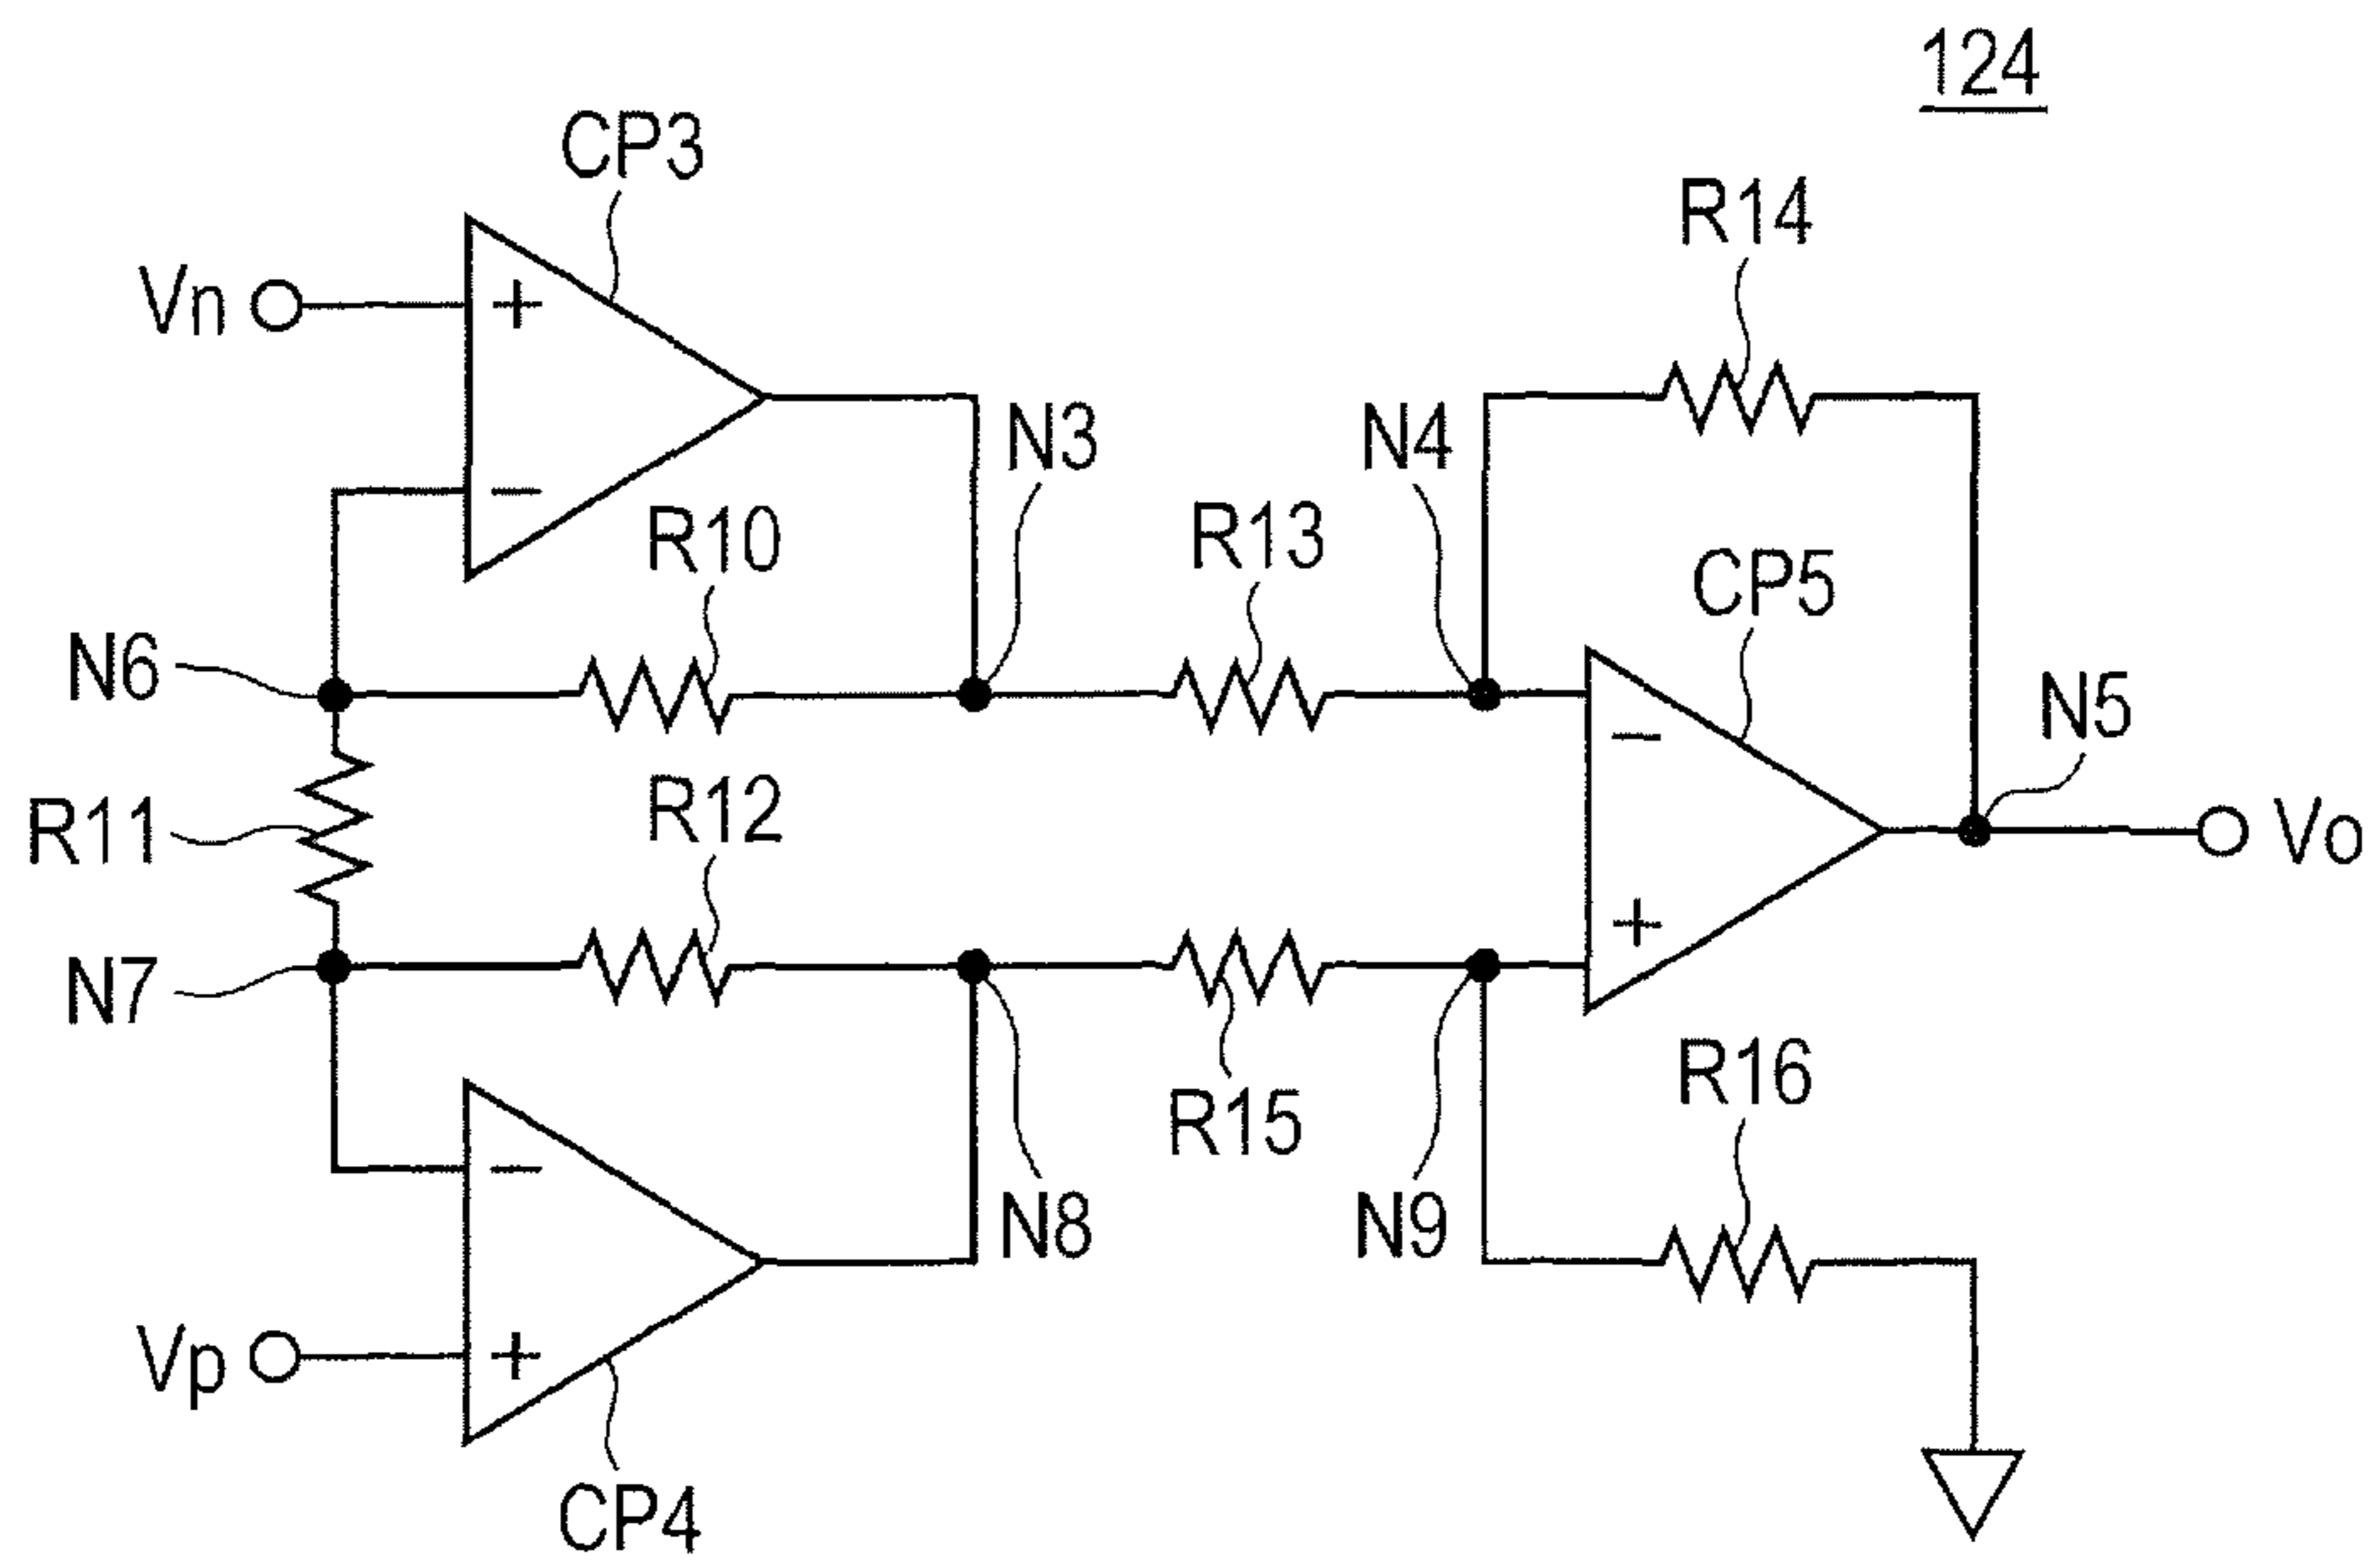 124
CP3
R14
Vn
+
N3
N4
−
R10
R13
CP5
N6
N5
−
R11
R12
Vo
+
N7
R15
R16
−
N8
N9
Vp
+
CP4